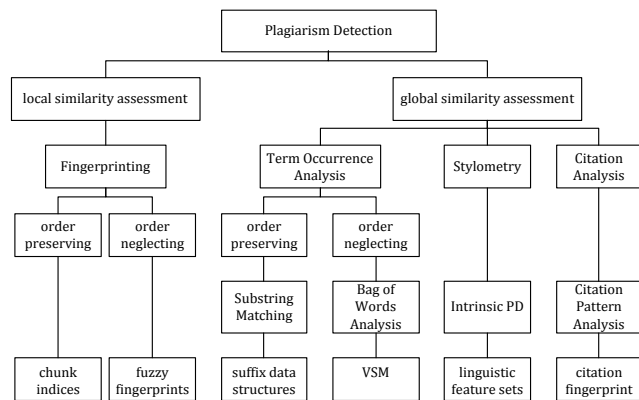 Plagiarism Detection
local similarity assessment
global similarity assessment
Fingerprinting
Term Occurrence
Analysis
Stylometry
Citation
Analysis
order
preserving
order
neglecting
order
preserving
order
neglecting
Substring
Matching
Bag of
Words
Analysis
Intrinsic PD
Citation
Pattern
Analysis
chunk
indices
fuzzy
fingerprints
suffix data
structures
VSM
linguistic
feature sets
citation
fingerprint